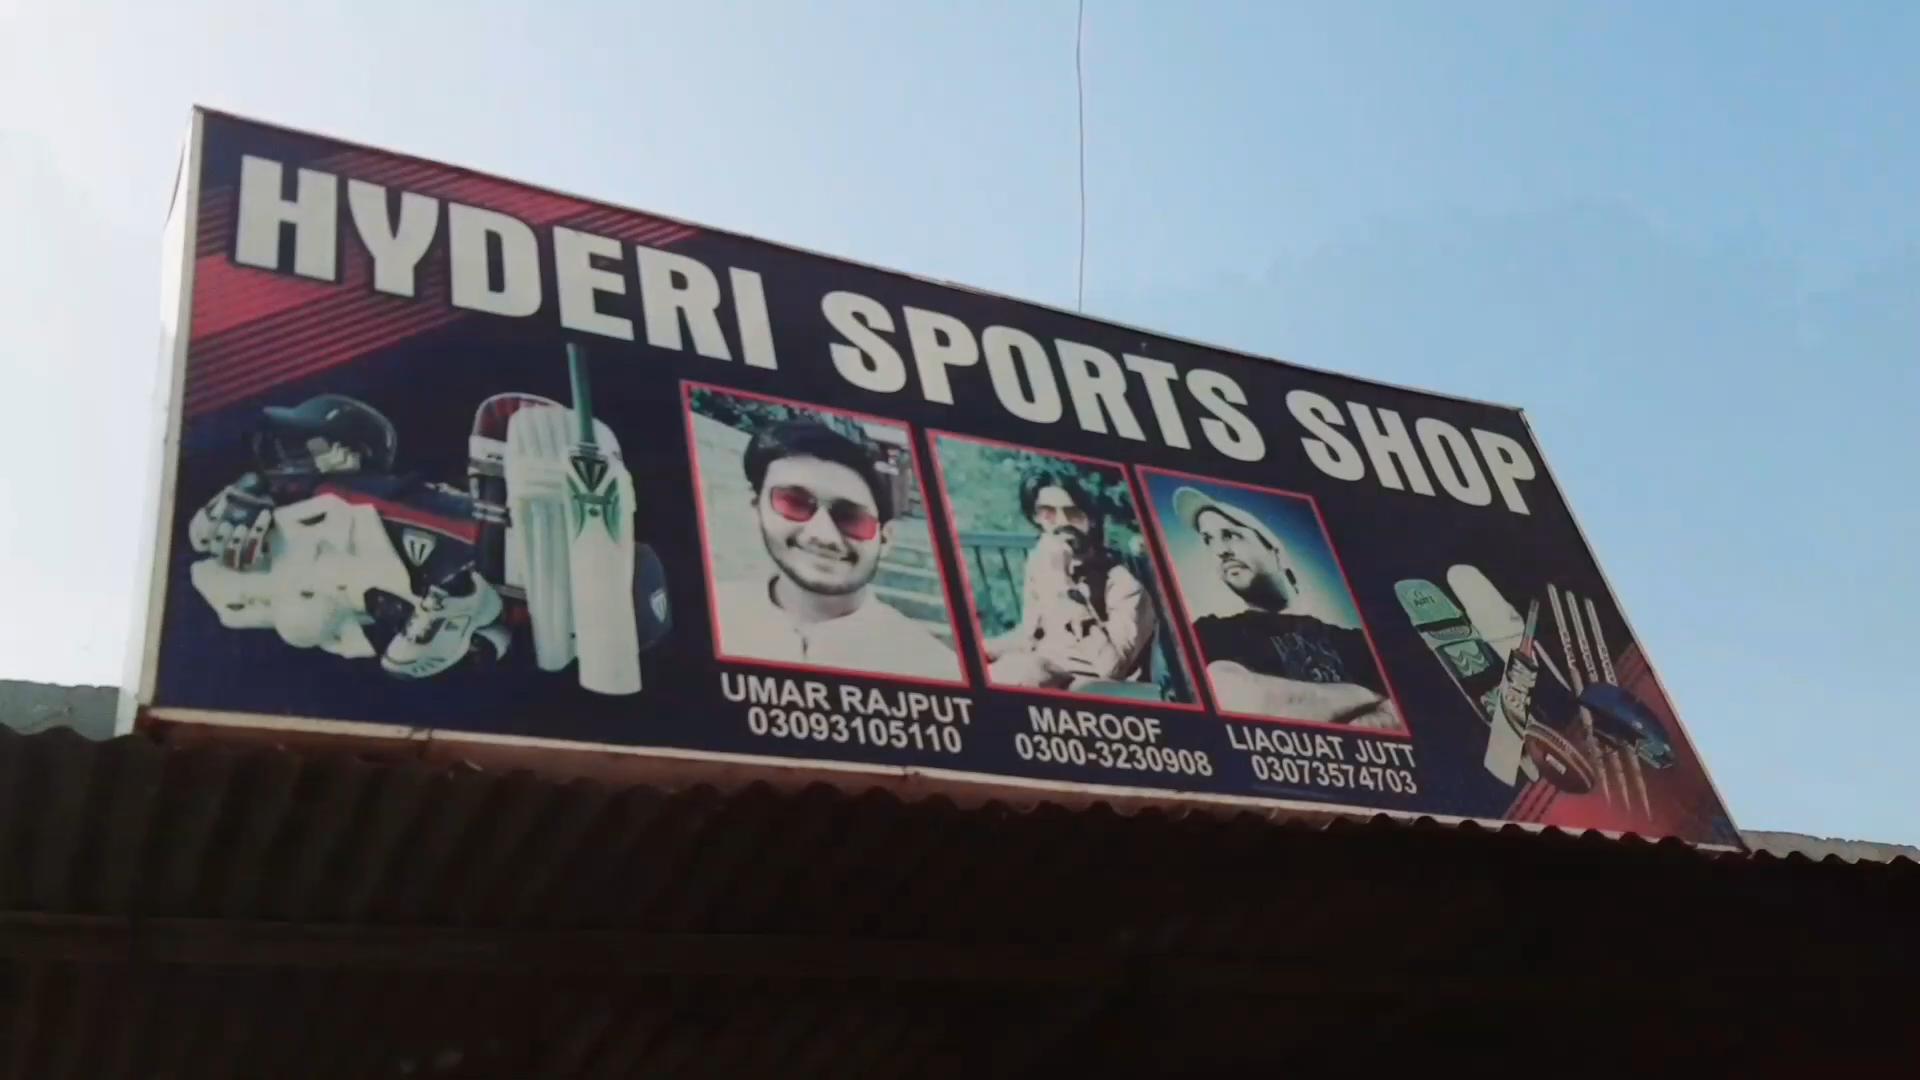 HYDERI SPORTS SHOP
UMAR RAJPUT
03093105110
MAROOF
0300-3230908
LIAQUAT JUTT
03073574703